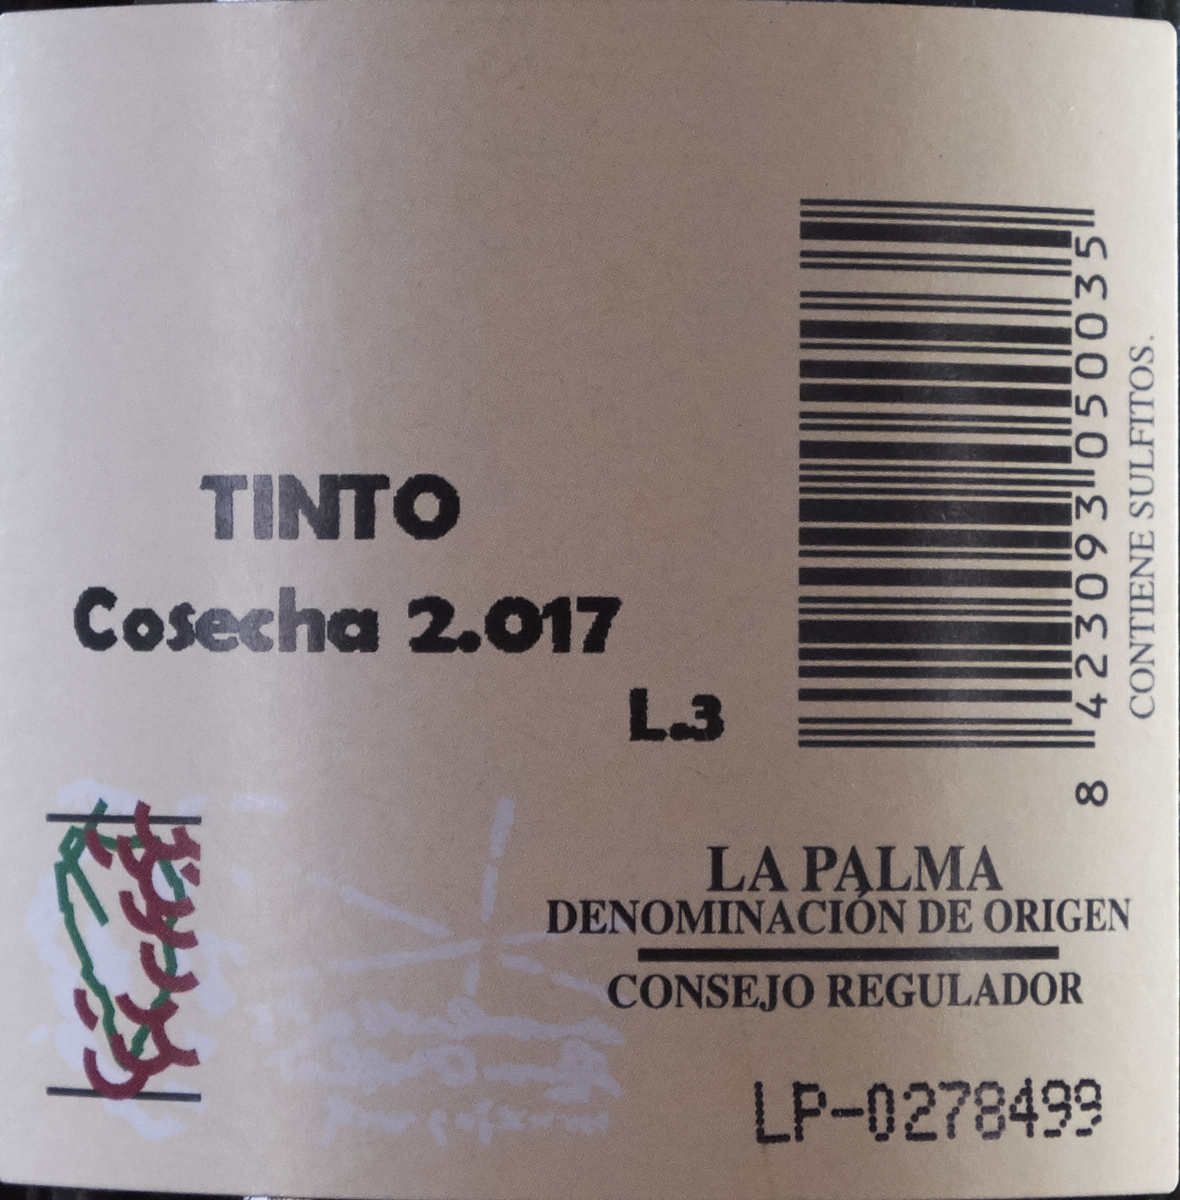 TINTO
Cosecha 2.017
L.3
8 423093 050035
CONTIENE SULFITOS.
LA PALMA
DENOMINACIÓN DE ORIGEN
CONSEJO REGULADOR
LP-0278499